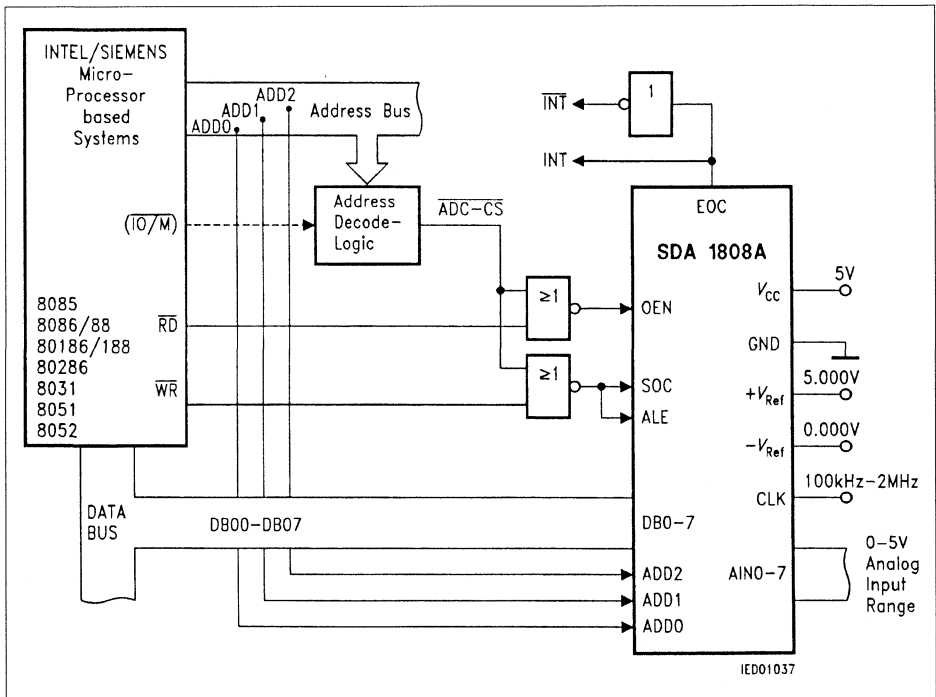 INTEL/SIEMENS
Micro-
Processor
based
Systems
ADD0
ADD1
ADD2
Address Bus
INT
1
INT
(IO/M)
Address
Decode-
Logic
ADC-CS
EOC
SDA 1808A
8085
8086/88
80186/188
80286
8031
8051
8052
RD
WR
≥1
≥1
OEN
SOC
ALE
VCC
5V
GND
5.000V
+VRef
0.000V
-VRef
100kHz-2MHz
CLK
DATA
BUS
DB00-DB07
DB0-7
ADD2
ADD1
ADD0
AIN0-7
0-5V
Analog
Input
Range
IED01037